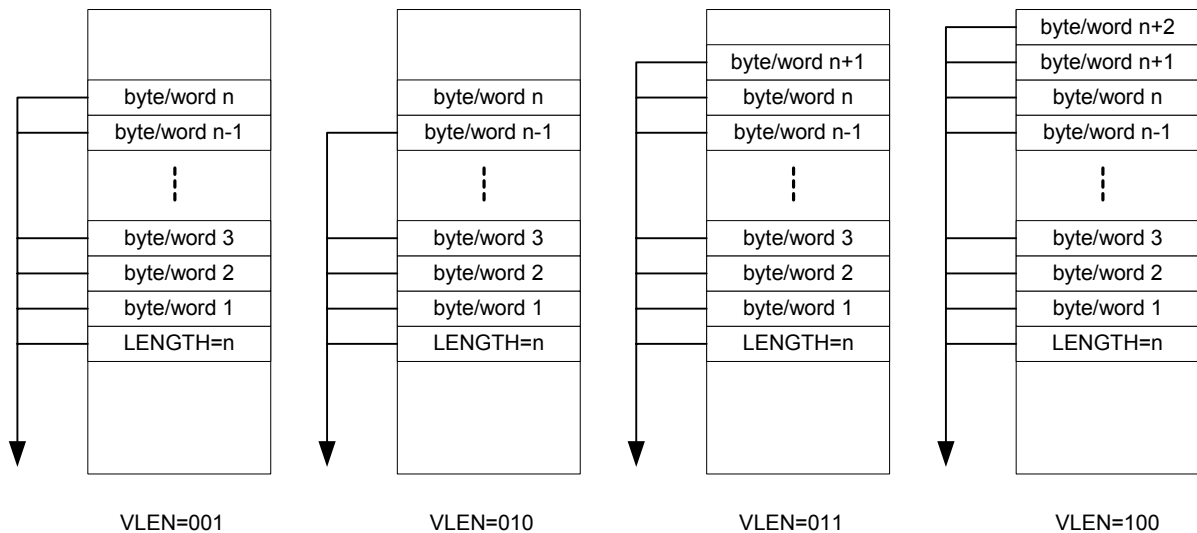 byte/word n
byte/word n-1
byte/word 3
byte/word 2
byte/word 1
LENGTH=n
VLEN=001
byte/word n
byte/word n-1
byte/word 3
byte/word 2
byte/word 1
LENGTH=n
VLEN=010
byte/word n+1
byte/word n
byte/word n-1
byte/word 3
byte/word 2
byte/word 1
LENGTH=n
VLEN=011
byte/word n+2
byte/word n+1
byte/word n
byte/word n-1
byte/word 3
byte/word 2
byte/word 1
LENGTH=n
VLEN=100